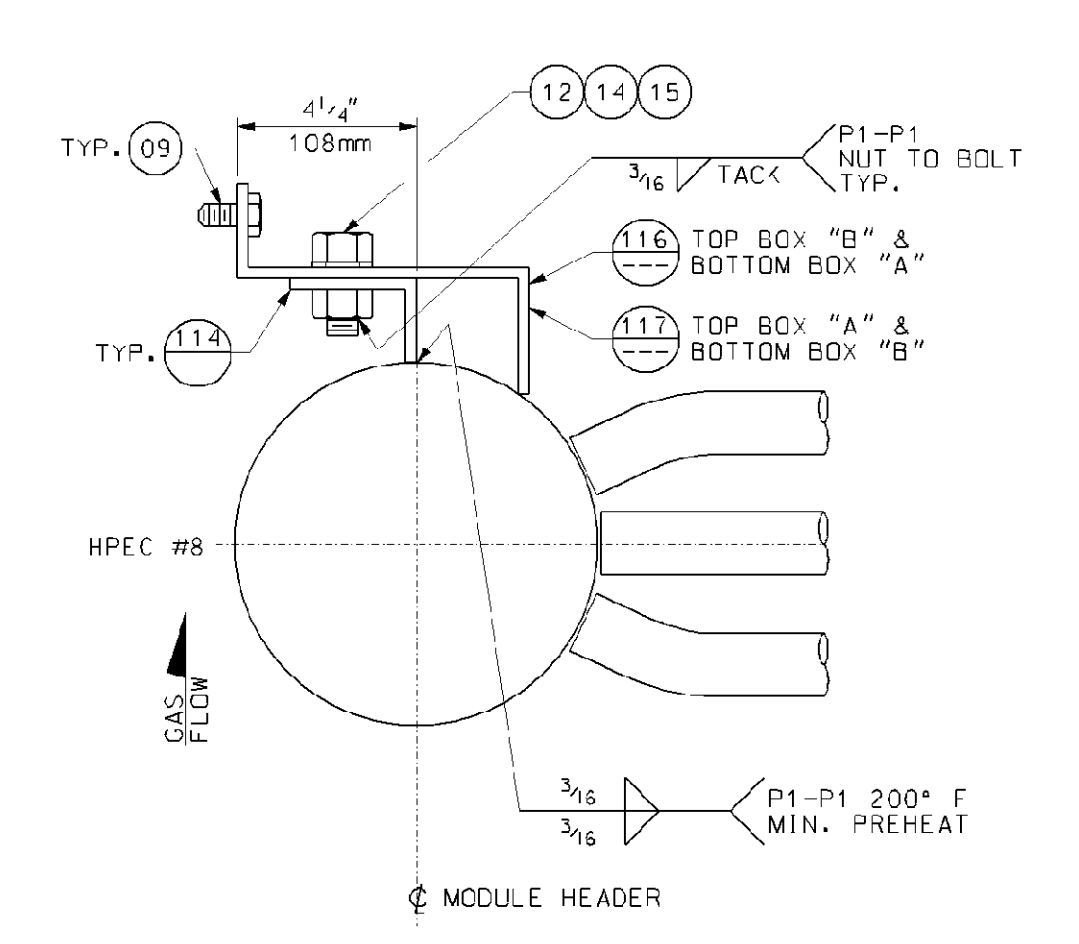 12 14 15
4 1/4"
108mm
TYP. 09
P1-P1
NUT TO BOLT
TYP.
3/16 TACK
116 TOP BOX "B" &
--- BOTTOM BOX "A"
117 TOP BOX "A" &
--- BOTTOM BOX "B"
TYP. 114
HPEC #8
GAS
FLOW
3/16
3/16
P1-P1 200° F
MIN. PREHEAT
℄ MODULE HEADER